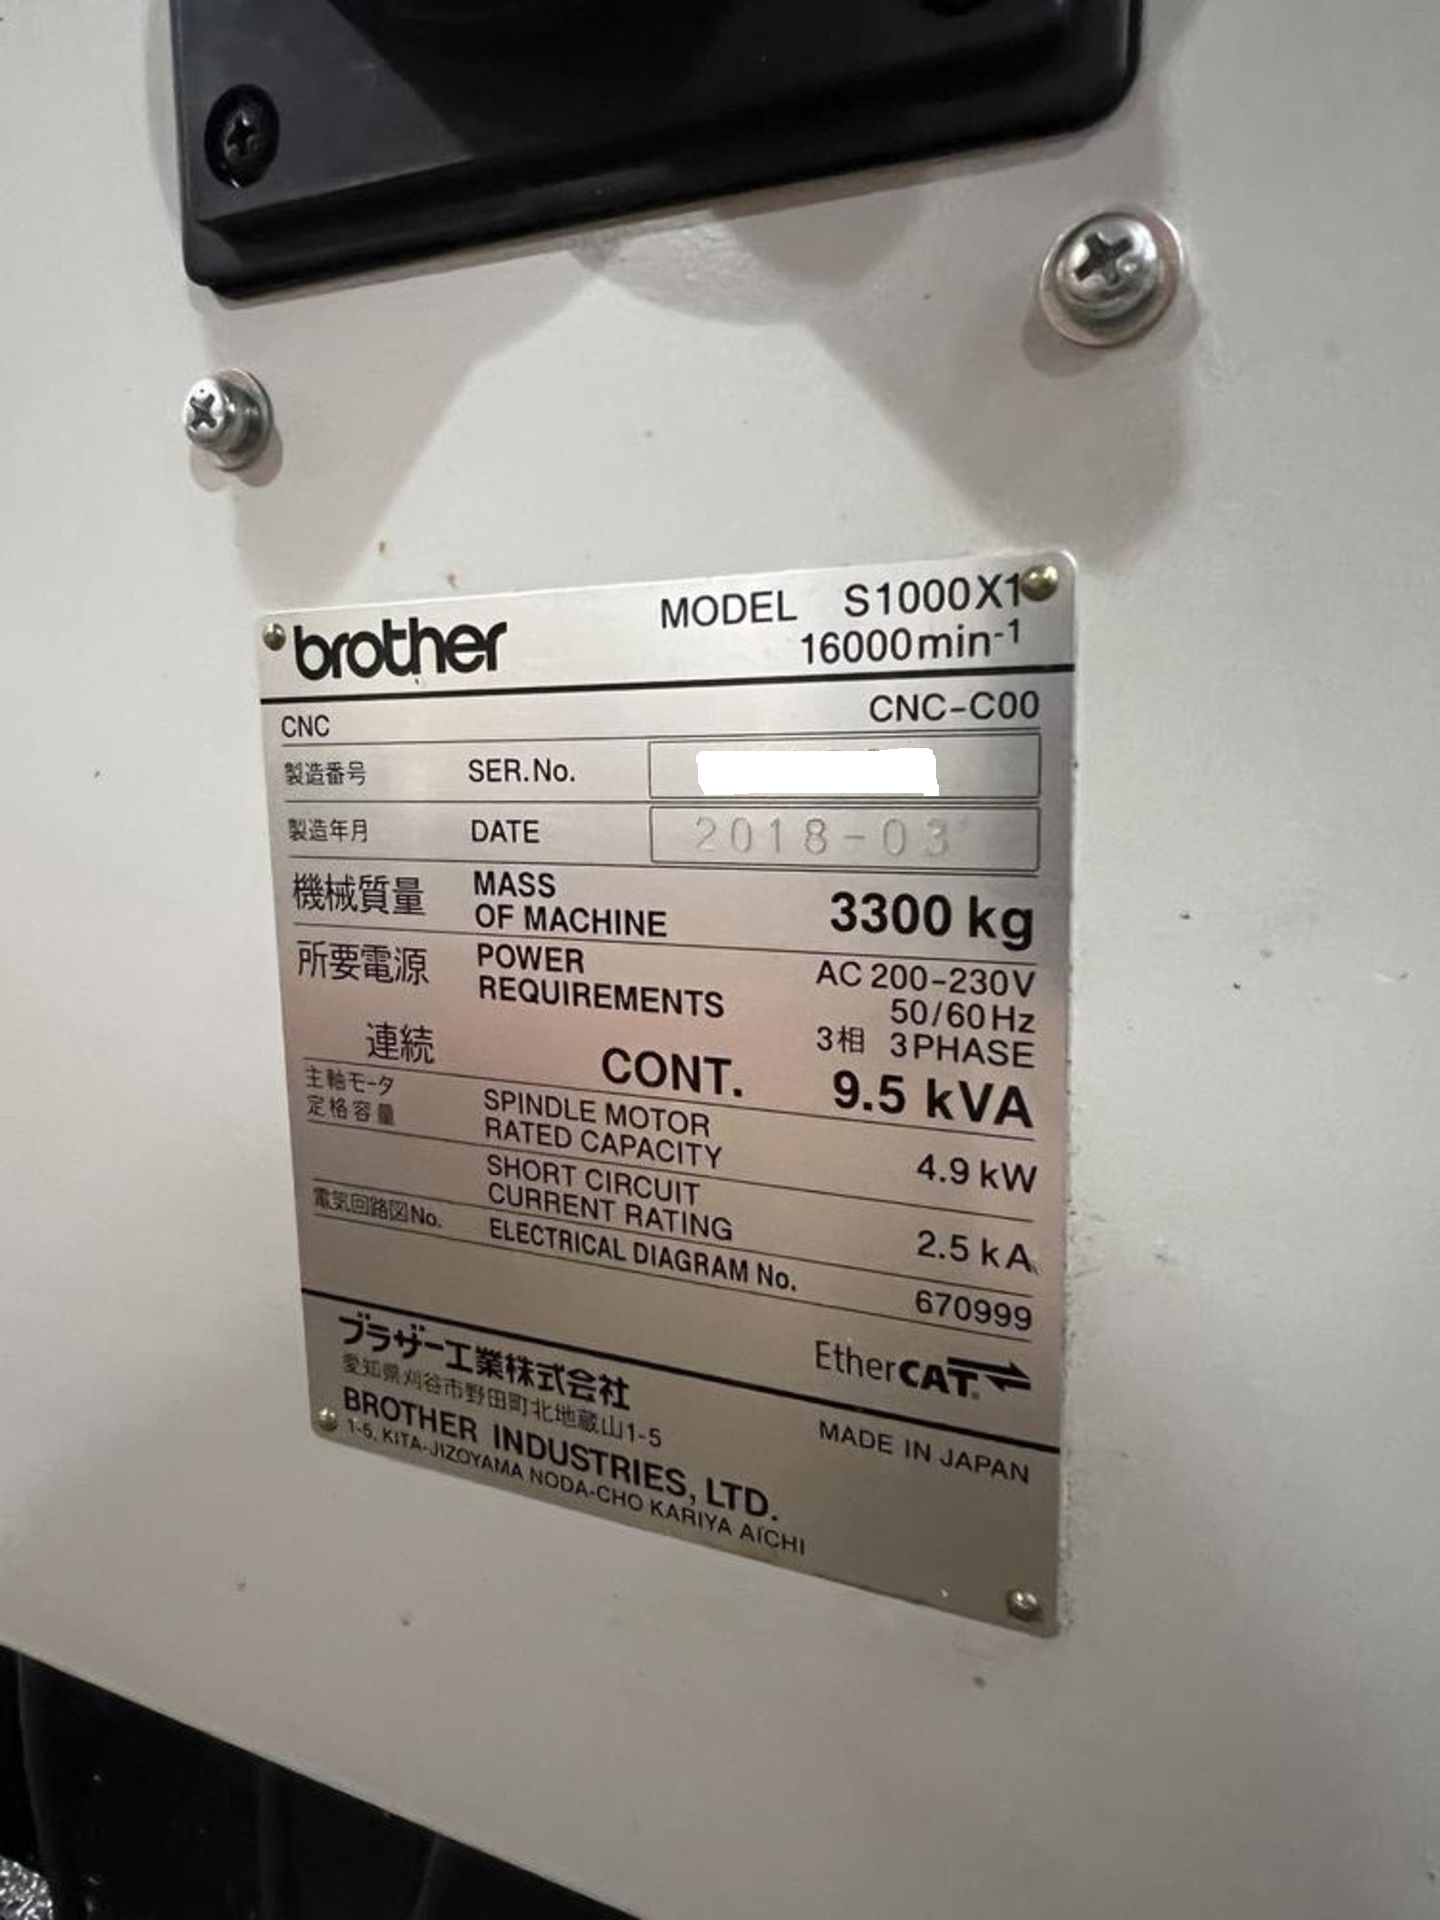 brother MODEL S1000X1
16000min-1
CNC CNC-C00
製造番号 SER.No.
製造年月 DATE 2018-03
機械質量 MASS
OF MACHINE 3300 kg
所要電源 POWER
REQUIREMENTS AC 200-230V
50/60Hz
3相 3PHASE
連続 CONT. 9.5 kVA
主軸モータ
定格容量 SPINDLE MOTOR
RATED CAPACITY 4.9 kW
SHORT CIRCUIT
CURRENT RATING 2.5 kA
電気回路図No. ELECTRICAL DIAGRAM No. 670999
EtherCAT®
ブラザー工業株式会社
愛知県刈谷市野田町北地蔵山1-5
BROTHER INDUSTRIES, LTD.
1-5, KITA-JIZOYAMA NODA-CHO KARIYA AICHI
MADE IN JAPAN